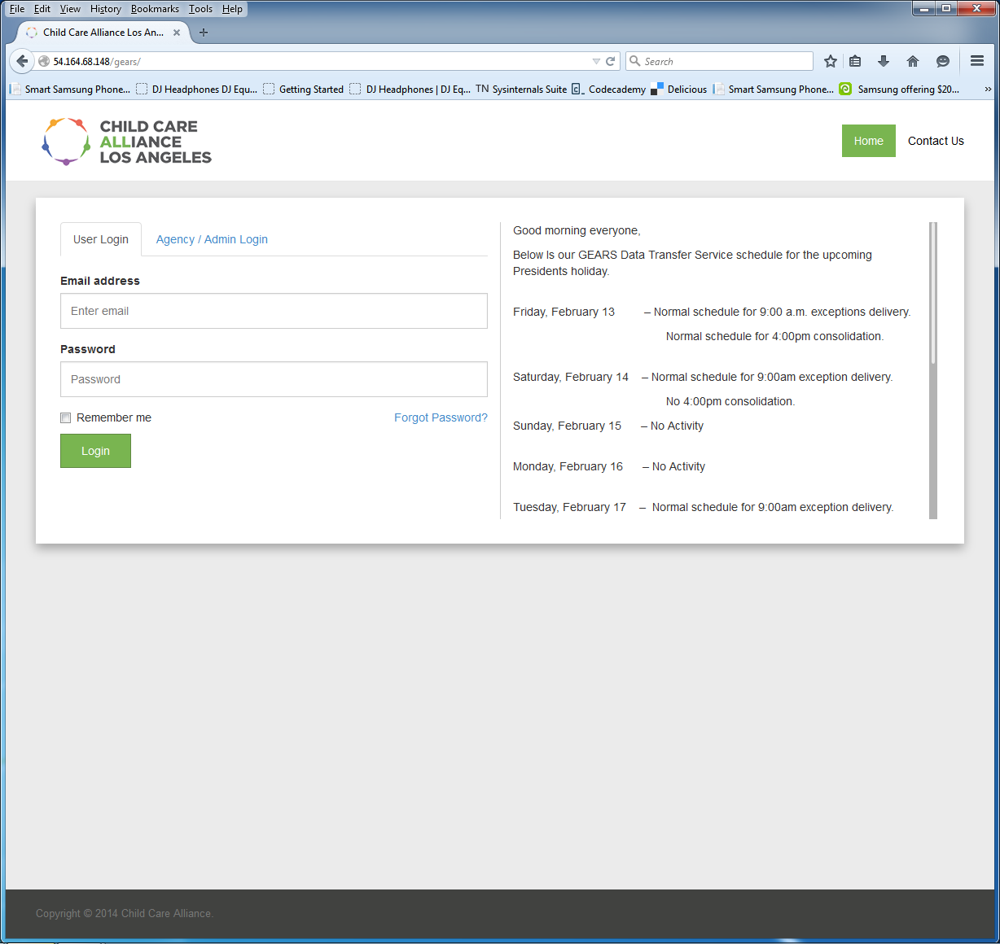 File Edit View History Bookmarks Tools Help
Child Care Alliance Los An...
54.164.68.148/gears/
Search
Smart Samsung Phone... DJ Headphones DJ Equ... Getting Started DJ Headphones | DJ Eq... TN Sysinternals Suite Codecademy Delicious Smart Samsung Phone... Samsung offering $20... »
CHILD CARE
ALLIANCE
LOS ANGELES
Home Contact Us
User Login Agency / Admin Login
Email address
Enter email
Password
Password
Remember me Forgot Password?
Login
Good morning everyone,
Below Is our GEARS Data Transfer Service schedule for the upcoming
Presidents holiday.
Friday, February 13 – Normal schedule for 9:00 a.m. exceptions delivery.
Normal schedule for 4:00pm consolidation.
Saturday, February 14 – Normal schedule for 9:00am exception delivery.
No 4:00pm consolidation.
Sunday, February 15 – No Activity
Monday, February 16 – No Activity
Tuesday, February 17 – Normal schedule for 9:00am exception delivery.
Copyright © 2014 Child Care Alliance.